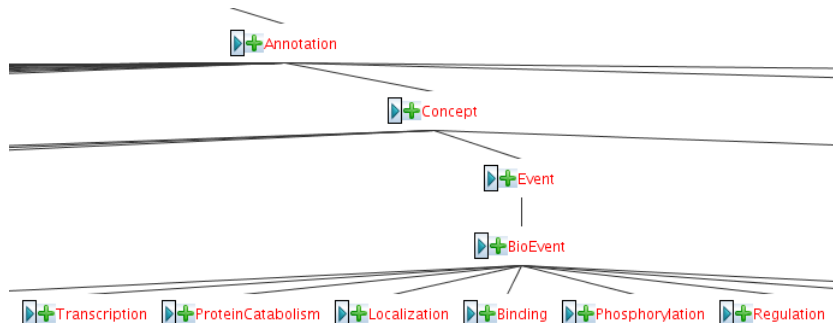 Annotation
Concept
Event
BioEvent
Transcription ProteinCatabolism Localization Binding Phosphorylation Regulation